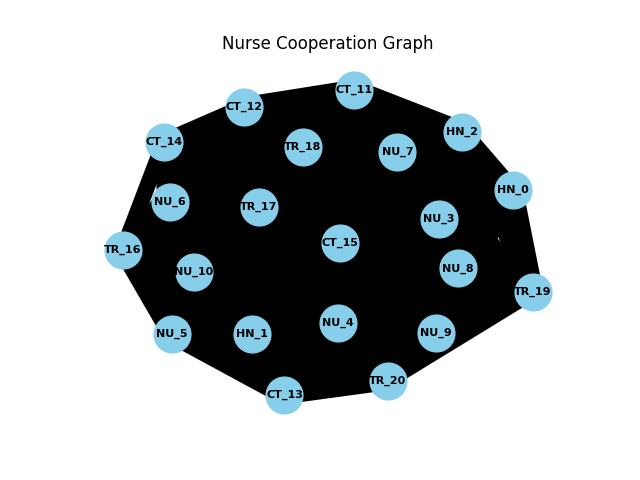 Nurse Cooperation Graph
CT_11
CT_12
HN_2
CT_14
TR_18
NU_7
HN_0
NU_6
TR_17
NU_3
CT_15
TR_16
NU_8
NU_10
TR_19
NU_4
NU_9
NU_5
HN_1
TR_20
CT_13